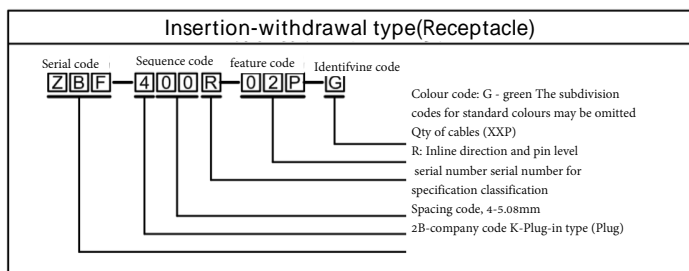 Insertion-withdrawal type(Receptacle)
Serial code Sequence code feature code Identifving code
ZBF-400R-02P-G
Colour code: G - green The subdivision
codes for standard colours may be omitted
Qty of cables (XXP)
R: Inline direction and pin level
serial number serial number for
specification classification
Spacing code, 4-5.08mm
2B-company code K-Plug-in type (Plug)